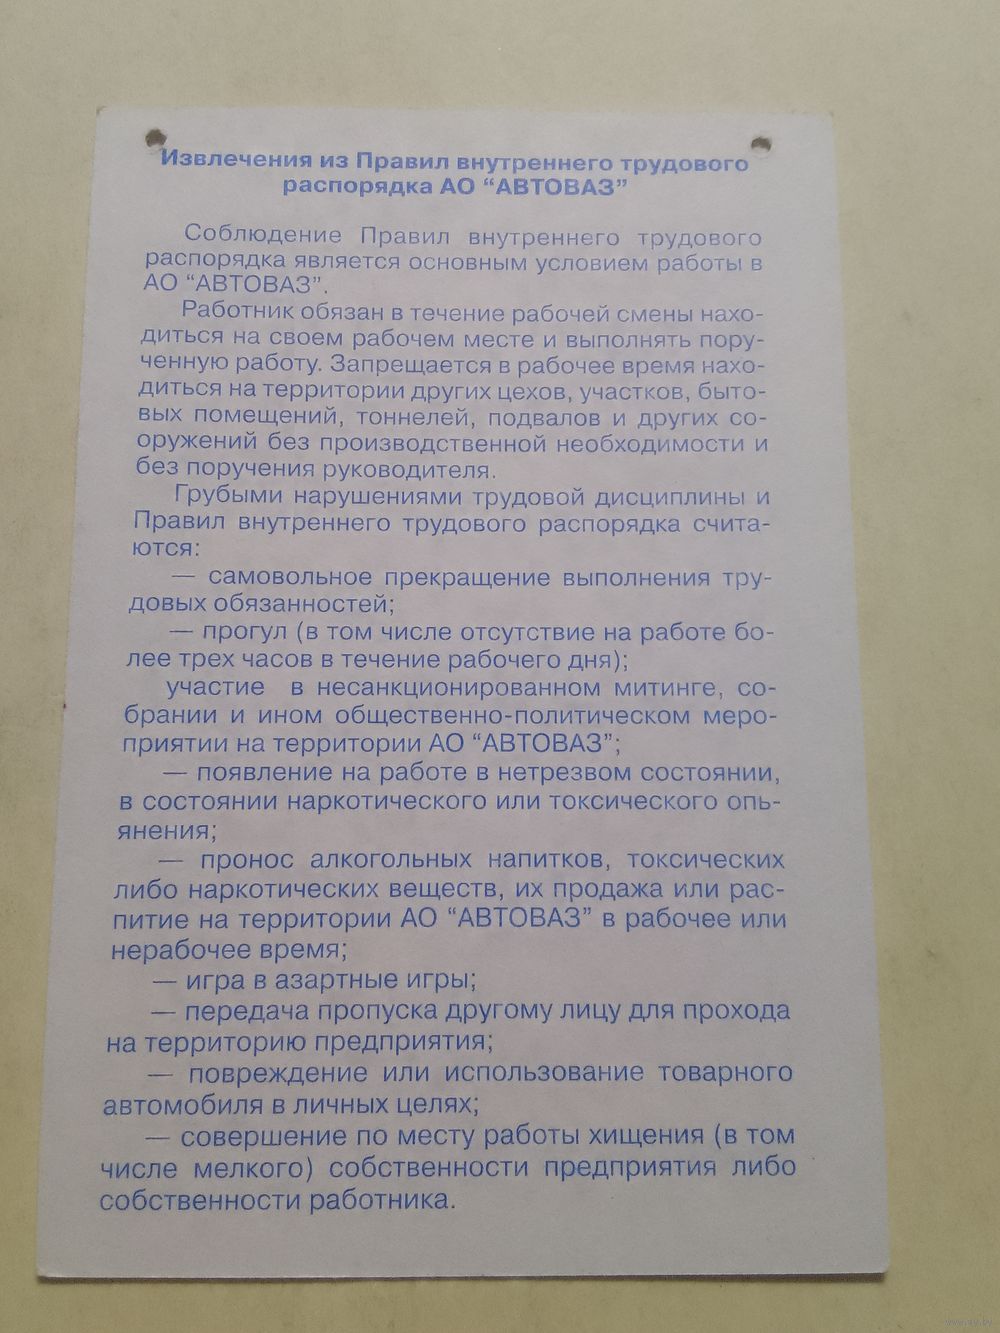 Извлечения из Правил внутреннего трудового
распорядка АО “АВТОВАЗ”
Соблюдение Правил внутреннего трудового
распорядка является основным условием работы в
АО “АВТОВАЗ”.
Работник обязан в течение рабочей смены нахо-
диться на своем рабочем месте и выполнять пору-
ченную работу. Запрещается в рабочее время нахо-
диться на территории других цехов, участков, быто-
вых помещений, тоннелей, подвалов и других со-
оружений без производственной необходимости и
без поручения руководителя.
Грубыми нарушениями трудовой дисциплины и
Правил внутреннего трудового распорядка счита-
ются:
— самовольное прекращение выполнения тру-
довых обязанностей;
— прогул (в том числе отсутствие на работе бо-
лее трех часов в течение рабочего дня);
участие в несанкционированном митинге, со-
брании и ином общественно-политическом меро-
приятии на территории АО “АВТОВАЗ”;
— появление на работе в нетрезвом состоянии,
в состоянии наркотического или токсического опь-
янения;
— пронос алкогольных напитков, токсических
либо наркотических веществ, их продажа или рас-
питие на территории АО “АВТОВАЗ” в рабочее или
нерабочее время;
— игра в азартные игры;
— передача пропуска другому лицу для прохода
на территорию предприятия;
— повреждение или использование товарного
автомобиля в личных целях;
— совершение по месту работы хищения (в том
числе мелкого) собственности предприятия либо
собственности работника.